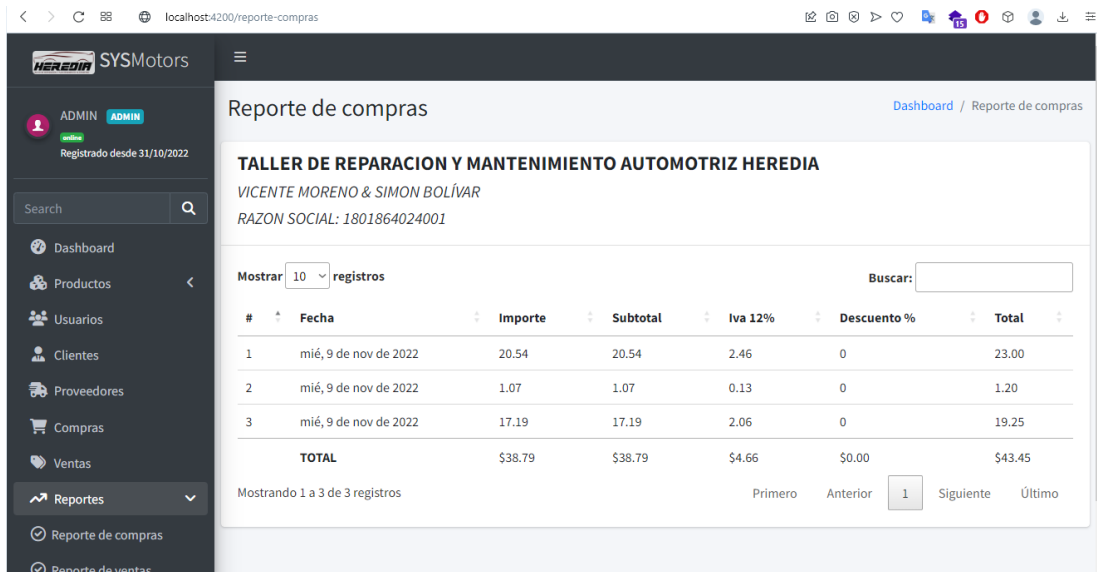 localhost:4200/reporte-compras
15
HEREDIA SYSMotors
ADMIN ADMIN
online
Registrado desde 31/10/2022
Search
Dashboard
Productos
Usuarios
Clientes
Proveedores
Compras
Ventas
Reportes
Reporte de compras
Reporte de ventas
Reporte de compras
Dashboard / Reporte de compras
TALLER DE REPARACION Y MANTENIMIENTO AUTOMOTRIZ HEREDIA
VICENTE MORENO & SIMON BOLÍVAR
RAZON SOCIAL: 1801864024001
Mostrar 10 registros Buscar:
# Fecha Importe Subtotal Iva 12% Descuento % Total
1 mié, 9 de nov de 2022 20.54 20.54 2.46 0 23.00
2 mié, 9 de nov de 2022 1.07 1.07 0.13 0 1.20
3 mié, 9 de nov de 2022 17.19 17.19 2.06 0 19.25
TOTAL $38.79 $38.79 $4.66 $0.00 $43.45
Mostrando 1 a 3 de 3 registros Primero Anterior 1 Siguiente Último